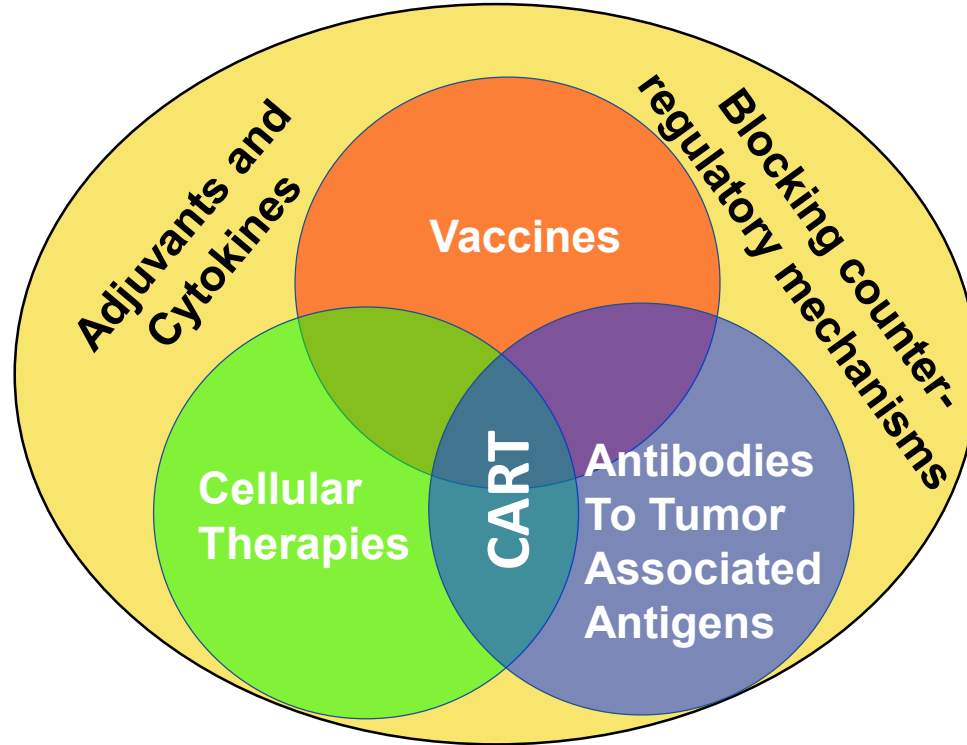 Adjuvants and
Cytokines
Blocking counter-
regulatory mechanisms
Vaccines
Cellular
Therapies
CART
Antibodies
To Tumor
Associated
Antigens